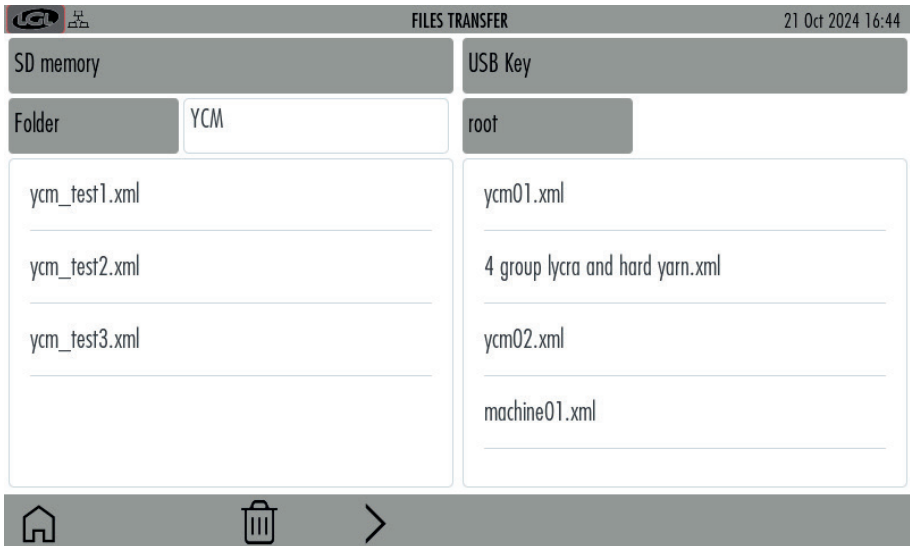 LGL
FILES TRANSFER
21 Oct 2024 16:44
SD memory
USB Key
Folder
YCM
root
ycm_test1.xml
ycm_test2.xml
ycm_test3.xml
ycm01.xml
4 group lycra and hard yarn.xml
ycm02.xml
machine01.xml